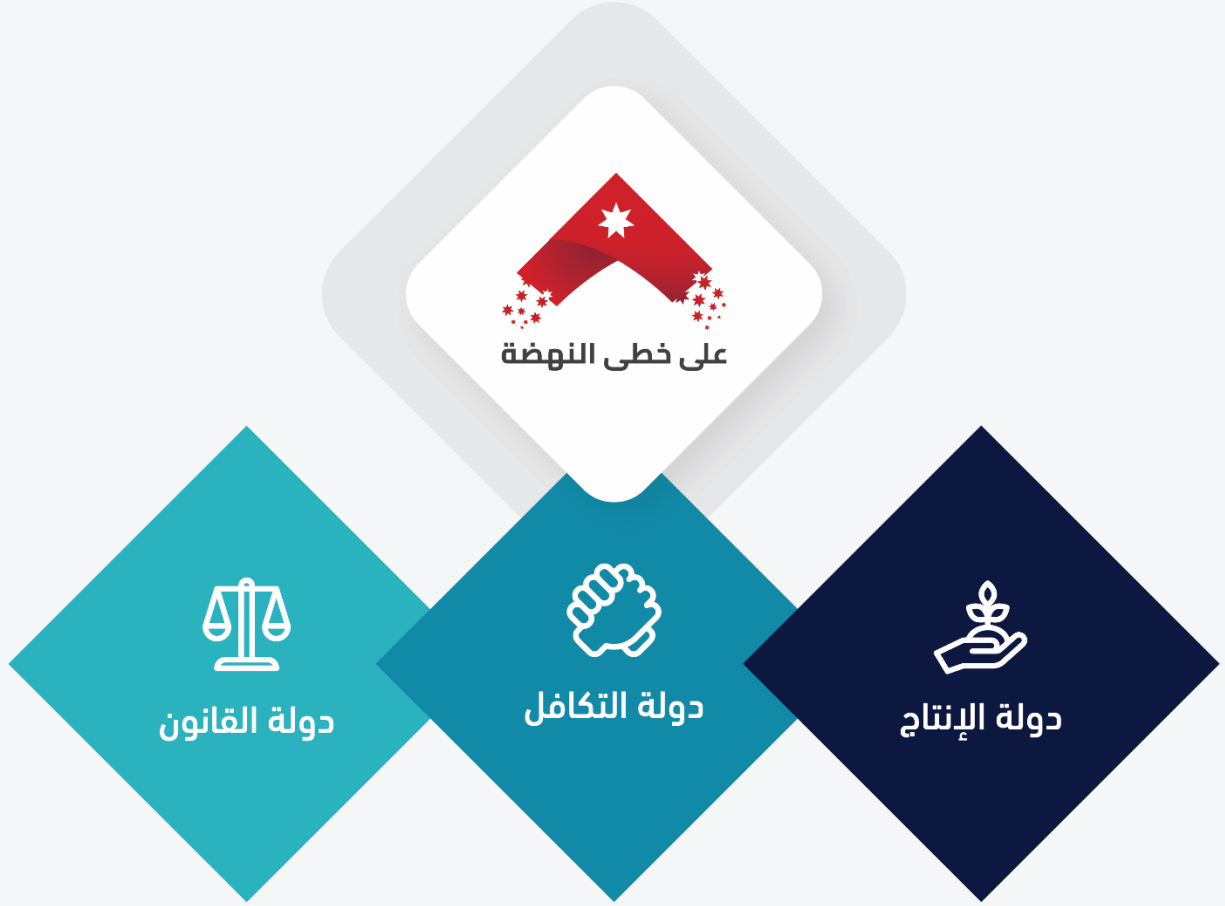 على خطى النهضة
دولة الإنتاج
دولة التكافل
دولة القانون